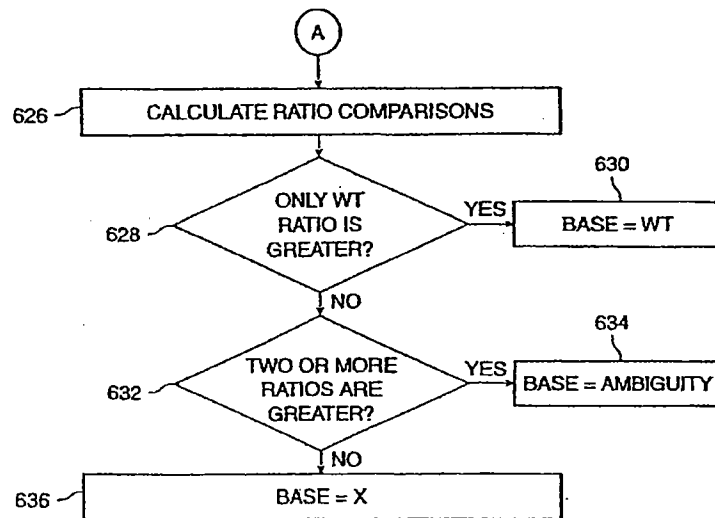 A
626
CALCULATE RATIO COMPARISONS
628
ONLY WT
RATIO IS
GREATER?
YES
630
BASE = WT
NO
632
TWO OR MORE
RATIOS ARE
GREATER?
YES
634
BASE = AMBIGUITY
NO
636
BASE = X